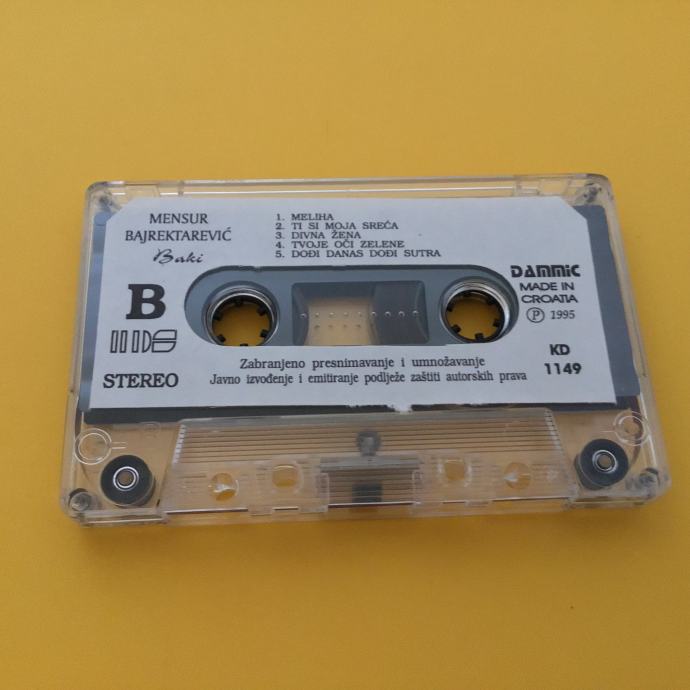 MENSUR
BAJREKTAREVIĆ
Baki
1. MELIHA
2. TI SI MOJA SREĆA
3. DIVNA ŽENA
4. TVOJE OČI ZELENE
5. DOĐI DANAS DOĐI SUTRA
B
STEREO
DAMMIC
MADE IN
CROATIA
Ⓟ 1995
KD
1149
Zabranjeno presnimavanje i umnožavanje
Javno izvođenje i emitiranje podliježe zaštiti autorskih prava